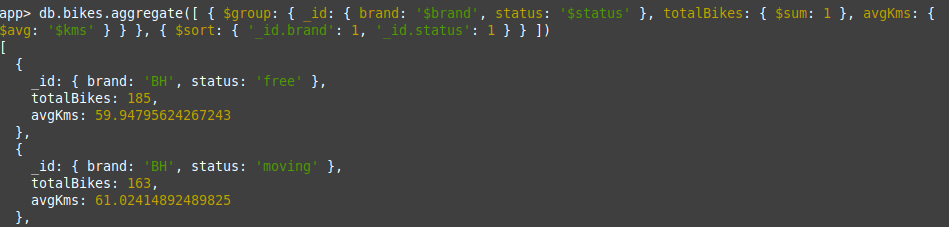 app> db.bikes.aggregate([ { $group: { _id: { brand: '$brand', status: '$status' }, totalBikes: { $sum: 1 }, avgKms: {
$avg: '$kms' } } }, { $sort: { '_id.brand': 1, '_id.status': 1 } } ])
[
  {
    _id: { brand: 'BH', status: 'free' },
    totalBikes: 185,
    avgKms: 59.94795624267243
  },
  {
    _id: { brand: 'BH', status: 'moving' },
    totalBikes: 163,
    avgKms: 61.02414892489825
  },